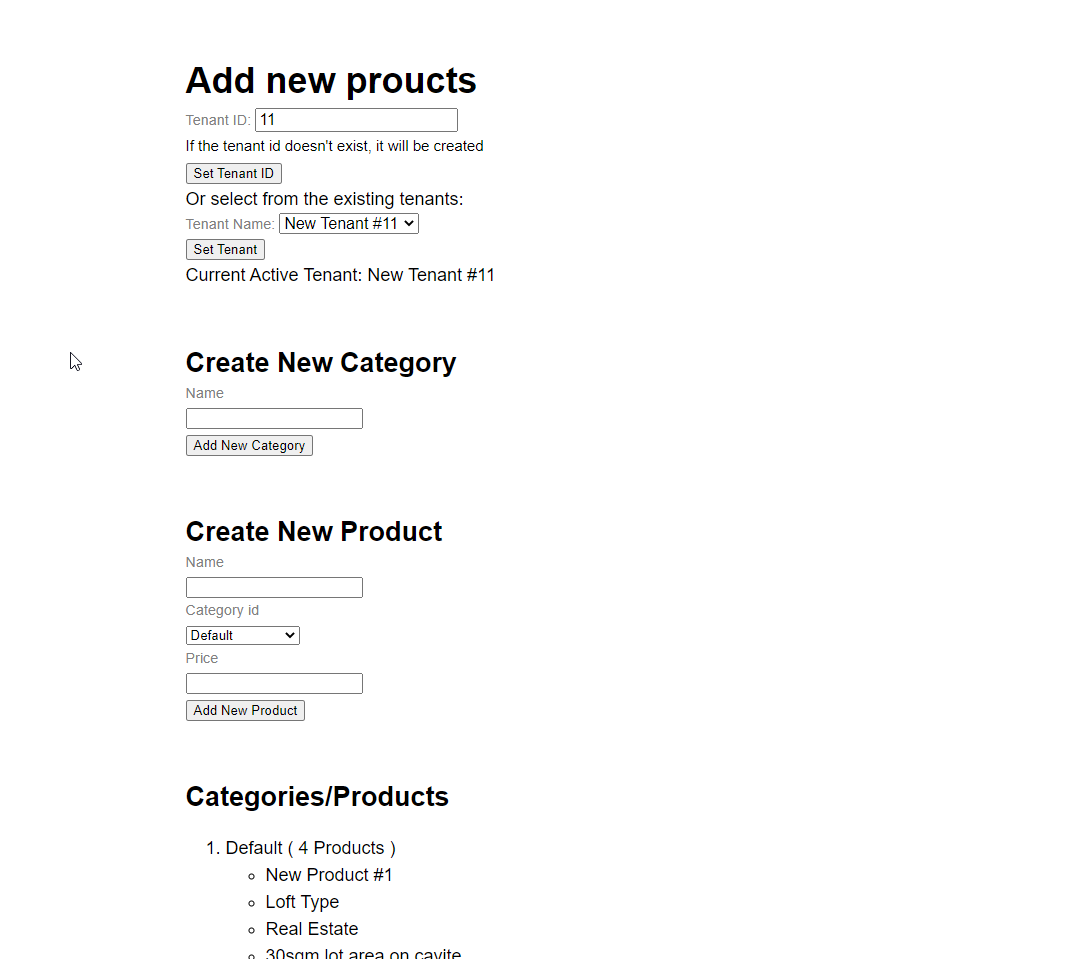 Add new proucts
Tenant ID: 11
If the tenant id doesn't exist, it will be created
Set Tenant ID
Or select from the existing tenants:
Tenant Name: New Tenant #11
Set Tenant
Current Active Tenant: New Tenant #11
Create New Category
Name
Add New Category
Create New Product
Name
Category id
Default
Price
Add New Product
Categories/Products
1. Default ( 4 Products )
New Product #1
Loft Type
Real Estate
30sqm lot area on cavite